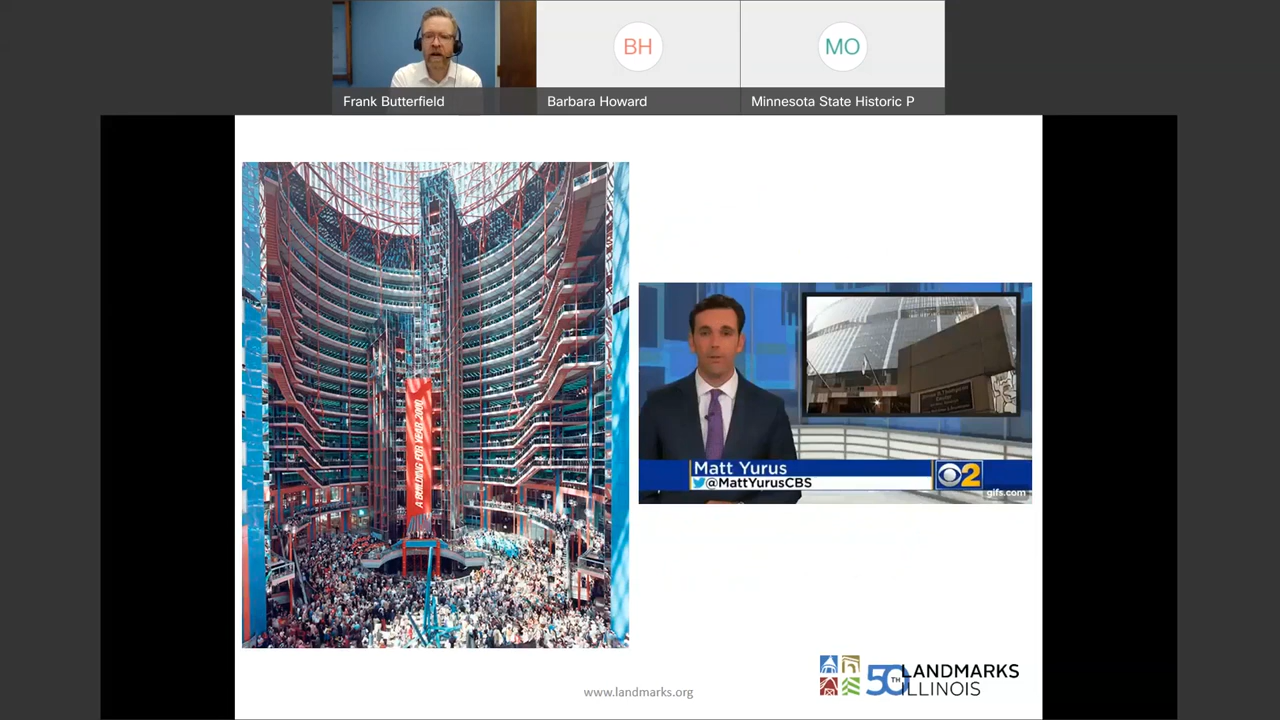 BH
MO
Frank Butterfield
Barbara Howard
Minnesota State Historic P
A BUILDING FOR YEAR 2000
Matt Yurus
@MattYurusCBS
2
gifs.com
www.landmarks.org
50TH
LANDMARKS
ILLINOIS